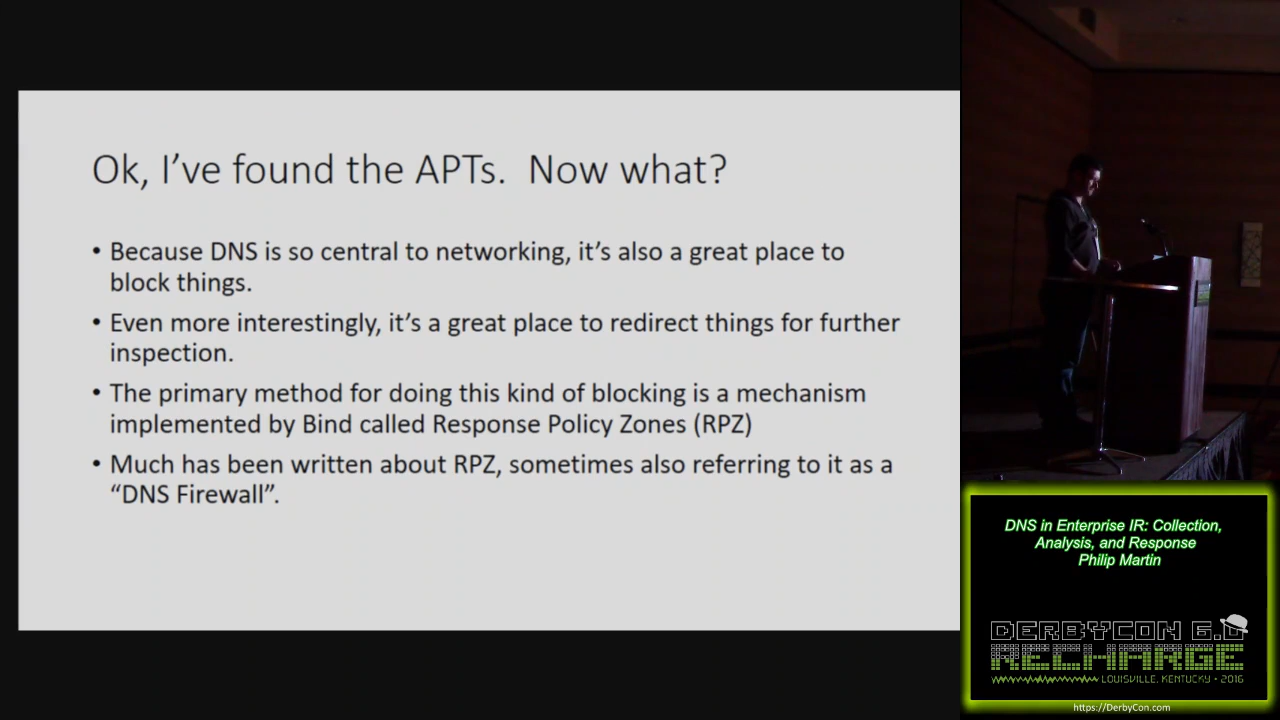 Ok, I've found the APTs.  Now what?
• Because DNS is so central to networking, it's also a great place to
block things.
• Even more interestingly, it's a great place to redirect things for further
inspection.
• The primary method for doing this kind of blocking is a mechanism
implemented by Bind called Response Policy Zones (RPZ)
• Much has been written about RPZ, sometimes also referring to it as a
“DNS Firewall”.
DNS in Enterprise IR: Collection,
Analysis, and Response
Philip Martin
DERBYCON 6.0
RECHARGE
LOUISVILLE, KENTUCKY • 2016
https://DerbyCon.com